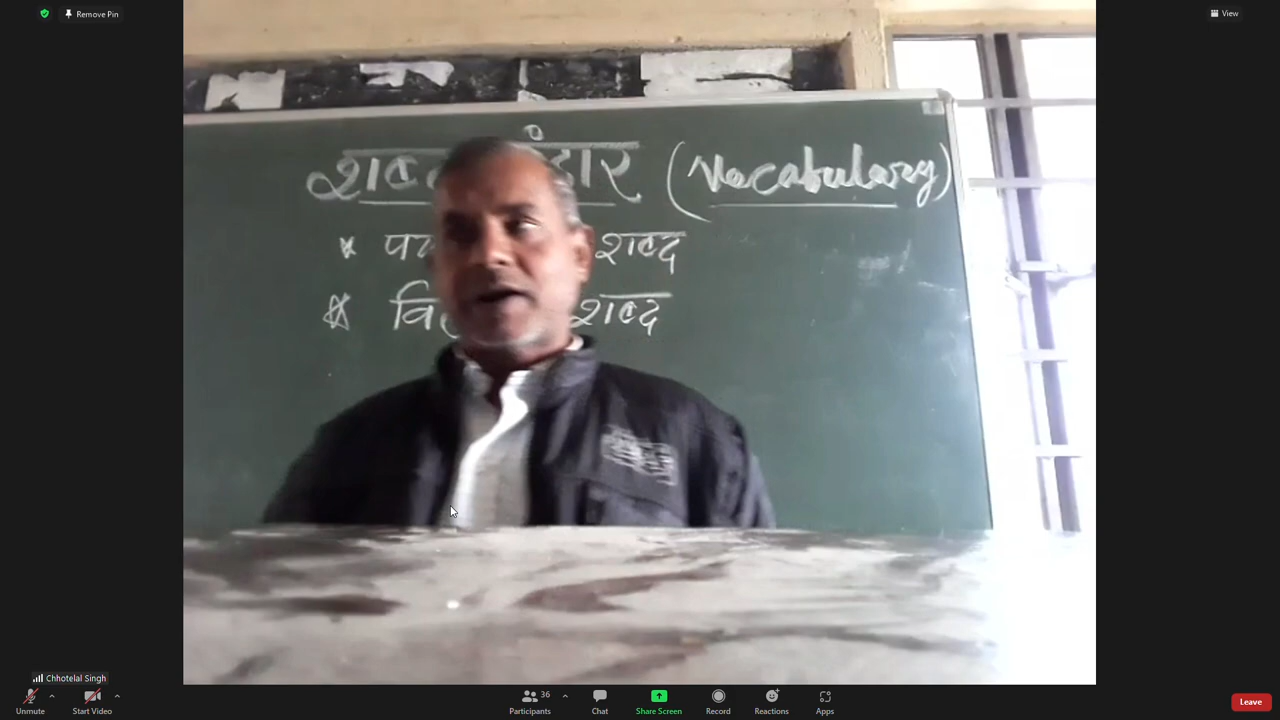 Remove Pin
View
शब्द (Vocabulary)
* शब्द
* शब्द
Chhotelal Singh
Unmute Start Video 36 Participants Chat Share Screen Record Reactions Apps Leave